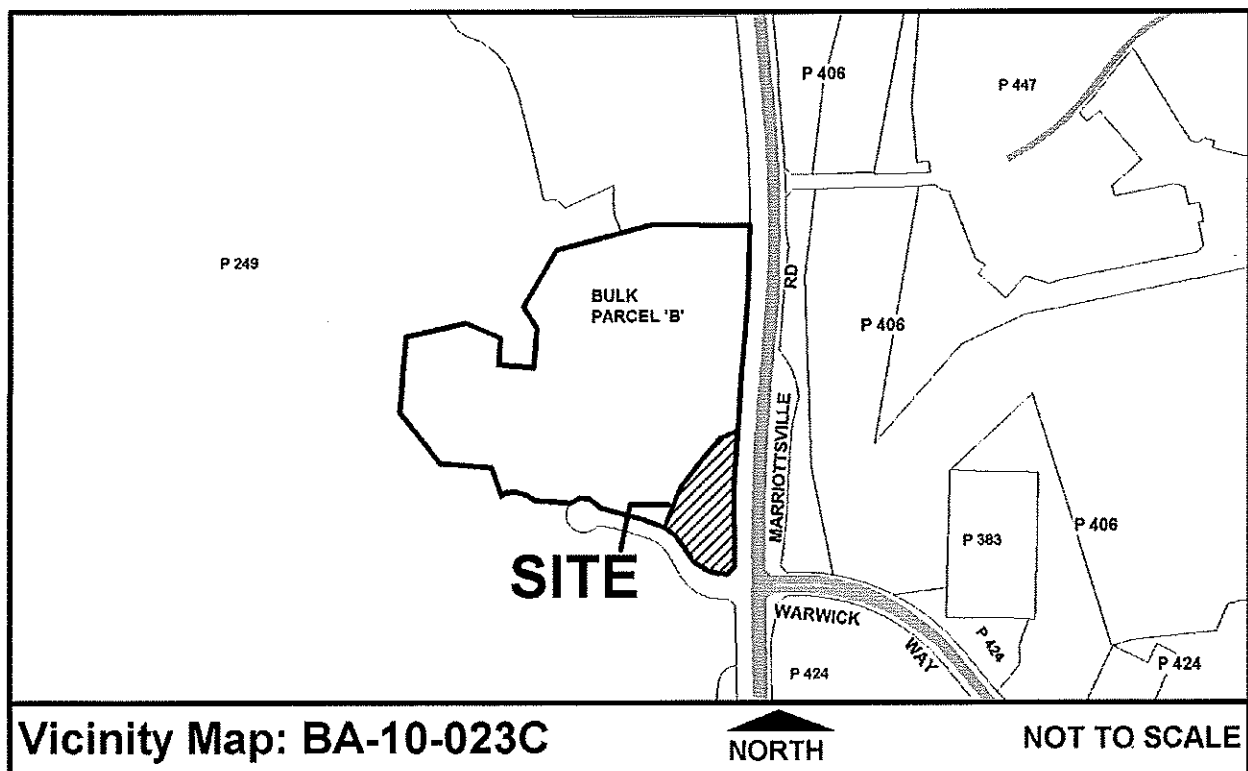 P 406
P 447
P 249
BULK
PARCEL 'B'
RD
P 406
MARRIOTTSVILLE
P 383
P 406
SITE
WARWICK
WAY
P 424
P 424
P 424
Vicinity Map: BA-10-023C
NORTH
NOT TO SCALE